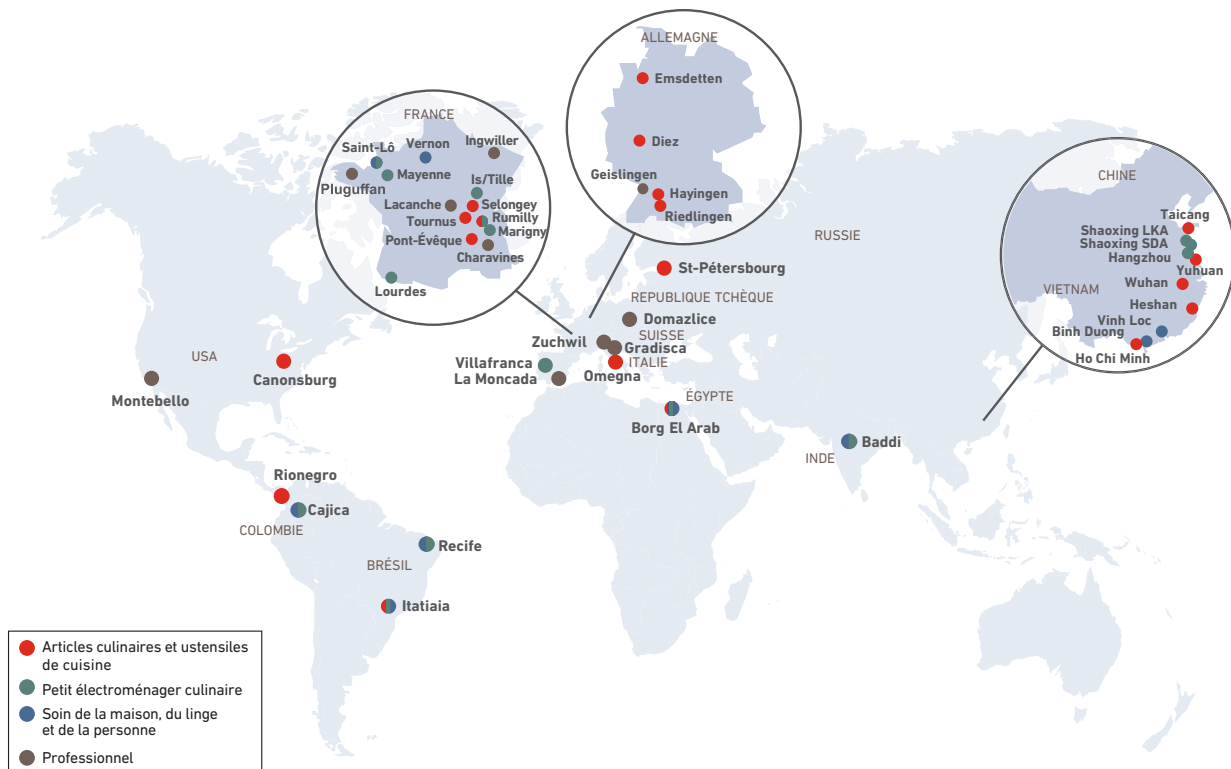 ALLEMAGNE
Emsdetten
Diez
Geislingen
Hayingen
Riedlingen
FRANCE
Saint-Lô
Vernon
Ingwiller
Mayenne
Pluguffan
Is/Tille
Lacanche
Selongey
Tournus
Rumilly
Marigny
Pont-Évêque
Charavines
Lourdes
CHINE
Taicang
Shaoxing LKA
Shaoxing SDA
Hangzhou
Yuhuan
Wuhan
VIETNAM
Heshan
Vinh Loc
Binh Duong
Ho Chi Minh
RUSSIE
St-Pétersbourg
REPUBLIQUE TCHÈQUE
Domazlice
SUISSE
Zuchwil
Gradisca
ITALIE
Omegna
Villafranca
La Moncada
USA
Canonsburg
Montebello
ÉGYPTE
Borg El Arab
Baddi
INDE
Rionegro
Cajica
COLOMBIE
Recife
BRÉSIL
Itatiaia
Articles culinaires et ustensiles
de cuisine
Petit électroménager culinaire
Soin de la maison, du linge
et de la personne
Professionnel